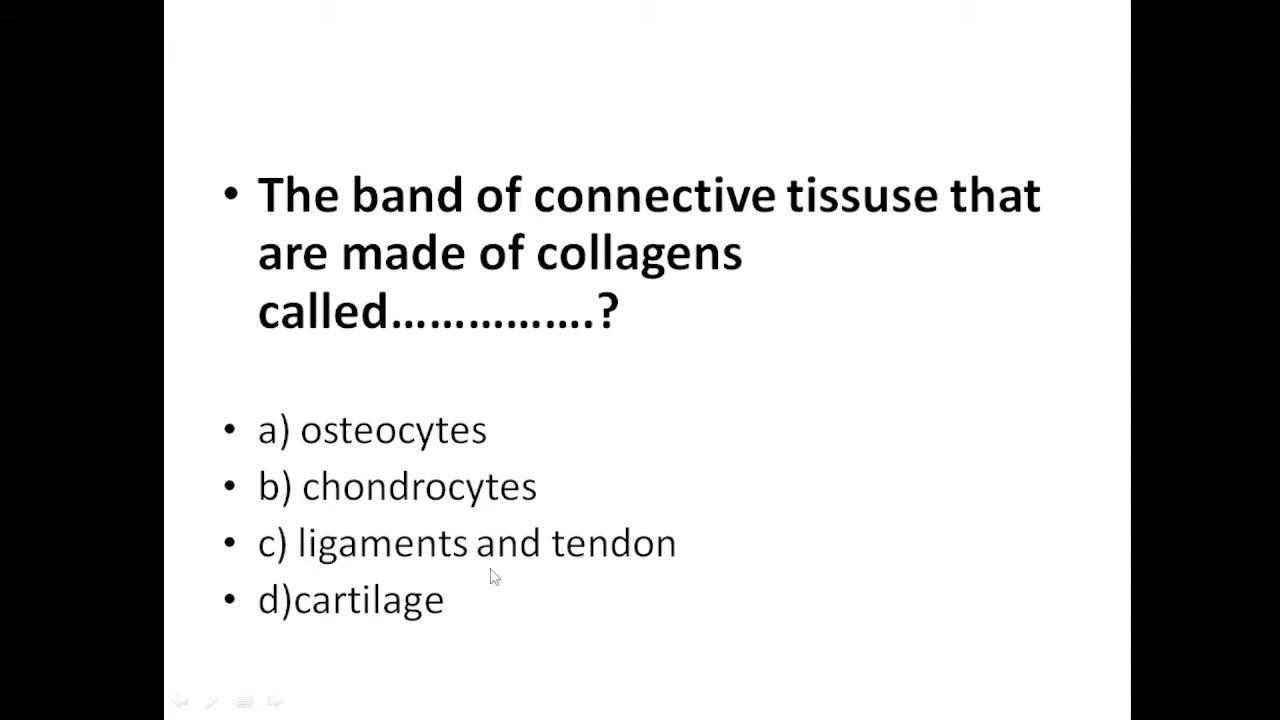 • The band of connective tissuse that
are made of collagens
called…………….?
• a) osteocytes
• b) chondrocytes
• c) ligaments and tendon
• d)cartilage